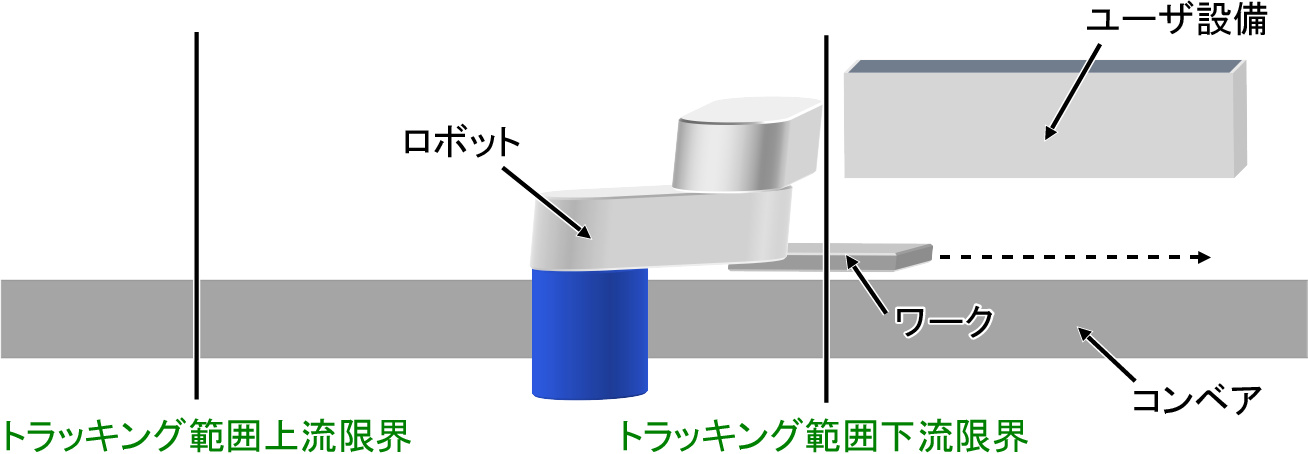 ユーザ設備
ロボット
ワーク
コンベア
トラッキング範囲上流限界
トラッキング範囲下流限界